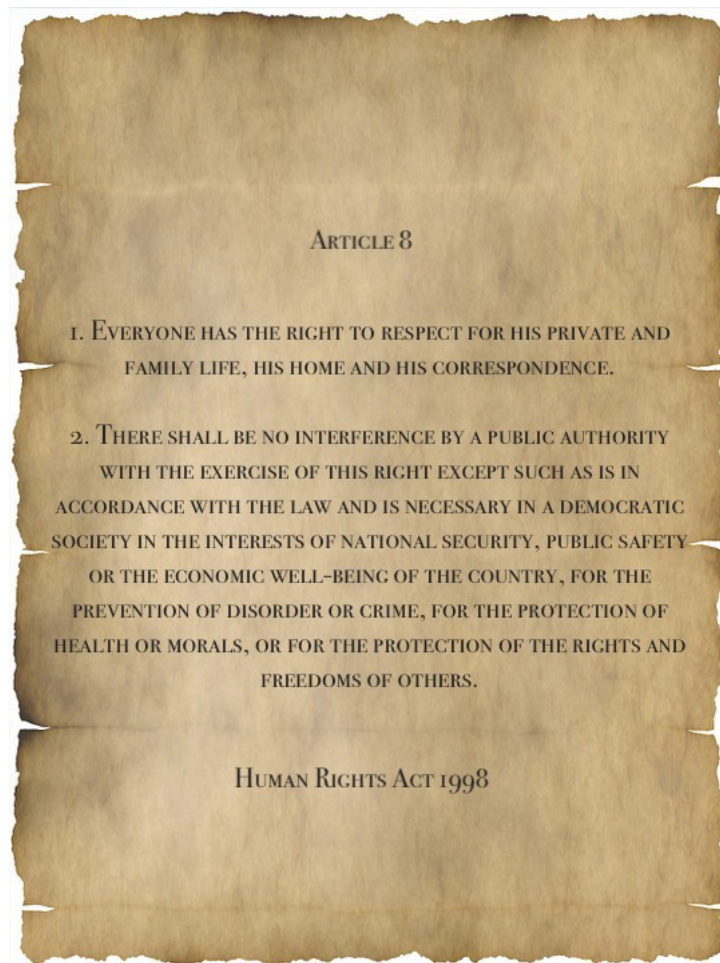 Article 8
1. Everyone has the right to respect for his private and
family life, his home and his correspondence.
2. There shall be no interference by a public authority
with the exercise of this right except such as is in
accordance with the law and is necessary in a democratic
society in the interests of national security, public safety
or the economic well-being of the country, for the
prevention of disorder or crime, for the protection of
health or morals, or for the protection of the rights and
freedoms of others.
Human Rights Act 1998